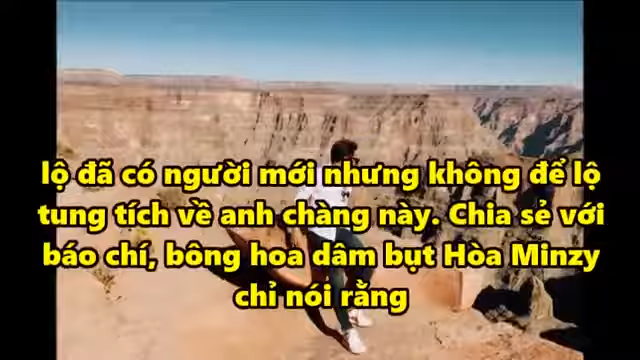 lộ đã có người mới nhưng không để lộ
tung tích về anh chàng này. Chia sẻ với
báo chí, bông hoa dâm bụt Hòa Minzy
chỉ nói rằng